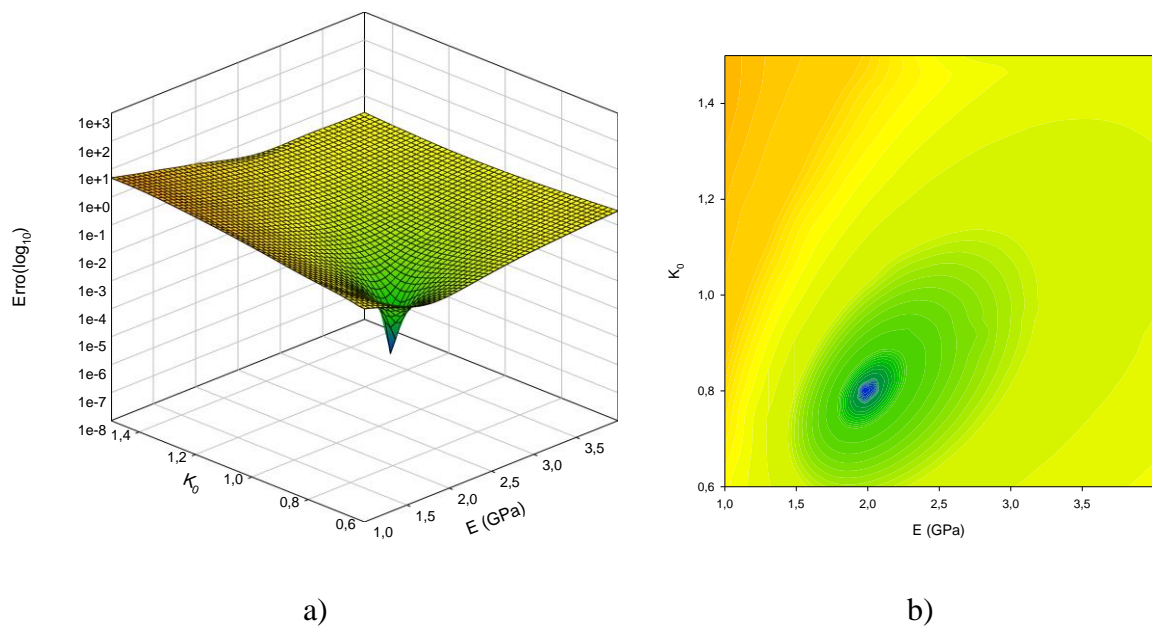 1e+3
1e+2
1e+1
1e+0
1e-1
1e-2
1e-3
1e-4
1e-5
1e-6
1e-7
1e-8
Erro(log10)
1,4
1,2
1,0
0,8
0,6
K0
1,0
1,5
2,0
2,5
3,0
3,5
E (GPa)
a)
1,4
1,2
1,0
0,8
0,6
K0
1,0
1,5
2,0
2,5
3,0
3,5
E (GPa)
b)